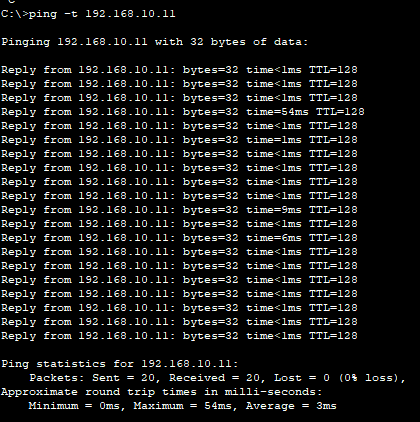 C:\>ping -t 192.168.10.11
Pinging 192.168.10.11 with 32 bytes of data:
Reply from 192.168.10.11: bytes=32 time<1ms TTL=128
Reply from 192.168.10.11: bytes=32 time<1ms TTL=128
Reply from 192.168.10.11: bytes=32 time<1ms TTL=128
Reply from 192.168.10.11: bytes=32 time=54ms TTL=128
Reply from 192.168.10.11: bytes=32 time<1ms TTL=128
Reply from 192.168.10.11: bytes=32 time=1ms TTL=128
Reply from 192.168.10.11: bytes=32 time<1ms TTL=128
Reply from 192.168.10.11: bytes=32 time<1ms TTL=128
Reply from 192.168.10.11: bytes=32 time<1ms TTL=128
Reply from 192.168.10.11: bytes=32 time<1ms TTL=128
Reply from 192.168.10.11: bytes=32 time=9ms TTL=128
Reply from 192.168.10.11: bytes=32 time<1ms TTL=128
Reply from 192.168.10.11: bytes=32 time=6ms TTL=128
Reply from 192.168.10.11: bytes=32 time<1ms TTL=128
Reply from 192.168.10.11: bytes=32 time<1ms TTL=128
Reply from 192.168.10.11: bytes=32 time<1ms TTL=128
Reply from 192.168.10.11: bytes=32 time<1ms TTL=128
Reply from 192.168.10.11: bytes=32 time<1ms TTL=128
Reply from 192.168.10.11: bytes=32 time<1ms TTL=128
Reply from 192.168.10.11: bytes=32 time<1ms TTL=128
Ping statistics for 192.168.10.11:
Packets: Sent = 20, Received = 20, Lost = 0 (0% loss),
Approximate round trip times in milli-seconds:
Minimum = 0ms, Maximum = 54ms, Average = 3ms